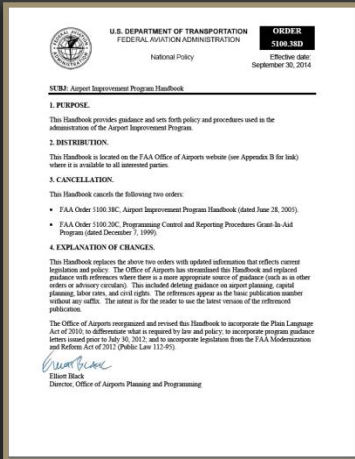 U.S. DEPARTMENT OF TRANSPORTATION
FEDERAL AVIATION ADMINISTRATION
National Policy
ORDER
5100.38D
Effective date:
September 30, 2014
SUBJ: Airport Improvement Program Handbook
1. PURPOSE.
This Handbook provides guidance and sets forth policy and procedures used in the
administration of the Airport Improvement Program.
2. DISTRIBUTION.
This Handbook is located on the FAA Office of Airports website (see Appendix B for link)
where it is available to all interested parties.
3. CANCELLATION.
This Handbook cancels the following two orders:
• FAA Order 5100.38C, Airport Improvement Program Handbook (dated June 28, 2005).
• FAA Order 5100.20C, Programming Control and Reporting Procedures Grant-In-Aid
Program (dated December 7, 1999).
4. EXPLANATION OF CHANGES.
This Handbook replaces the above two orders with updated information that reflects current
legislation and policy. The Office of Airports has streamlined this Handbook and replaced
guidance with references where there is a more appropriate source of guidance (such as in other
orders or advisory circulars). This included deleting guidance on airport planning, capital
planning, labor rates, and civil rights. The references appear as the basic publication number
without any suffix. The intent is for the reader to use the latest version of the referenced
publication.
The Office of Airports reorganized and revised this Handbook to incorporate the Plain Language
Act of 2010; to differentiate what is required by law and policy; to incorporate program guidance
letters issued prior to July 30, 2012; and to incorporate legislation from the FAA Modernization
and Reform Act of 2012 (Public Law 112-95).
Elliott Black
Elliott Black
Director, Office of Airports Planning and Programming